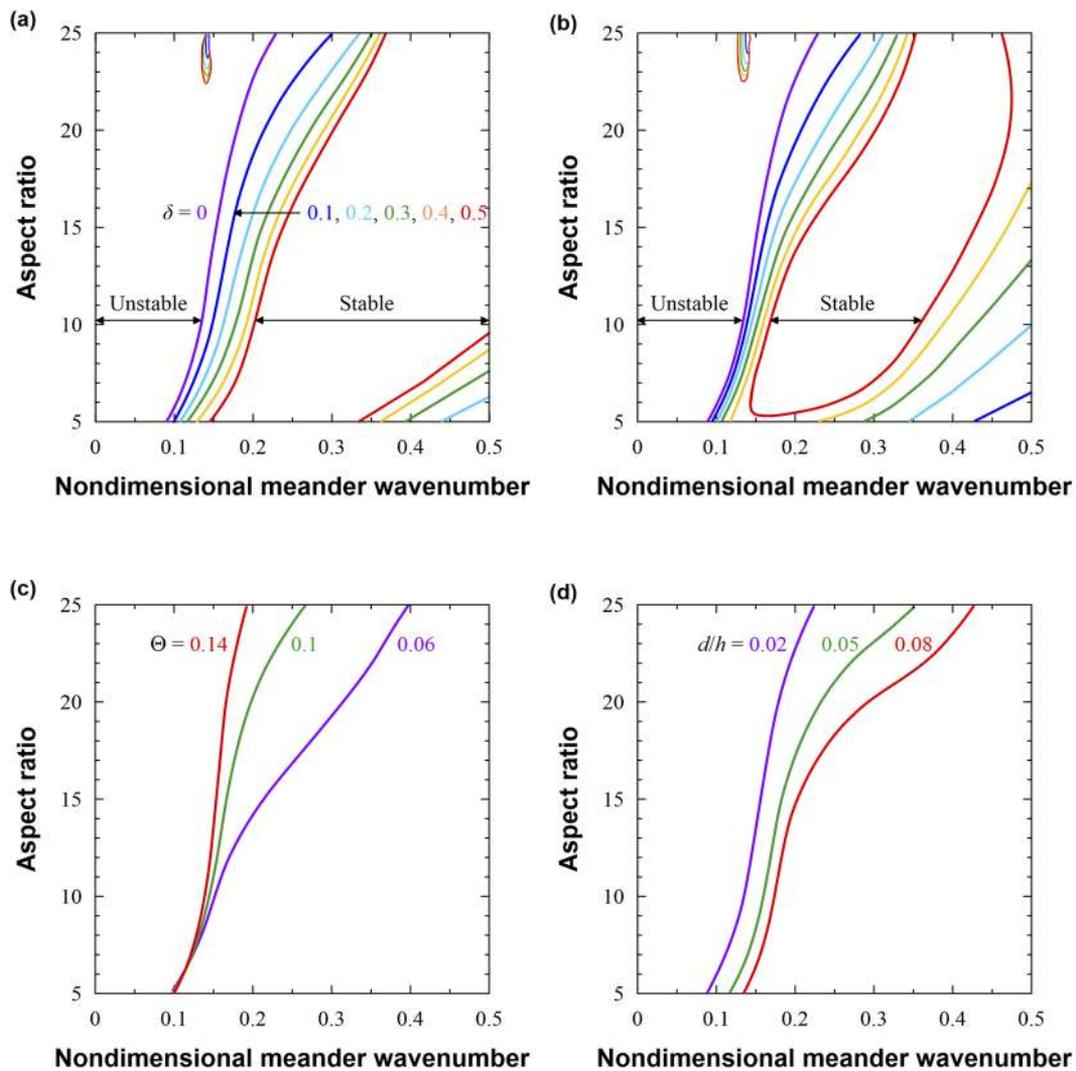 (a)
25
20
15
10
5
0
0.1
0.2
0.3
0.4
0.5
Aspect ratio
Nondimensional meander wavenumber
δ = 0
0.1, 0.2, 0.3, 0.4, 0.5
Unstable
Stable
(b)
25
20
15
10
5
0
0.1
0.2
0.3
0.4
0.5
Aspect ratio
Nondimensional meander wavenumber
Unstable
Stable
(c)
25
20
15
10
5
0
0.1
0.2
0.3
0.4
0.5
Aspect ratio
Nondimensional meander wavenumber
Θ = 0.14
0.1
0.06
(d)
25
20
15
10
5
0
0.1
0.2
0.3
0.4
0.5
Aspect ratio
Nondimensional meander wavenumber
d/h = 0.02
0.05
0.08